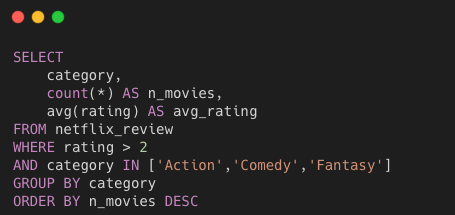 SELECT
    category,
    count(*) AS n_movies,
    avg(rating) AS avg_rating
FROM netflix_review
WHERE rating > 2
AND category IN ['Action','Comedy','Fantasy']
GROUP BY category
ORDER BY n_movies DESC